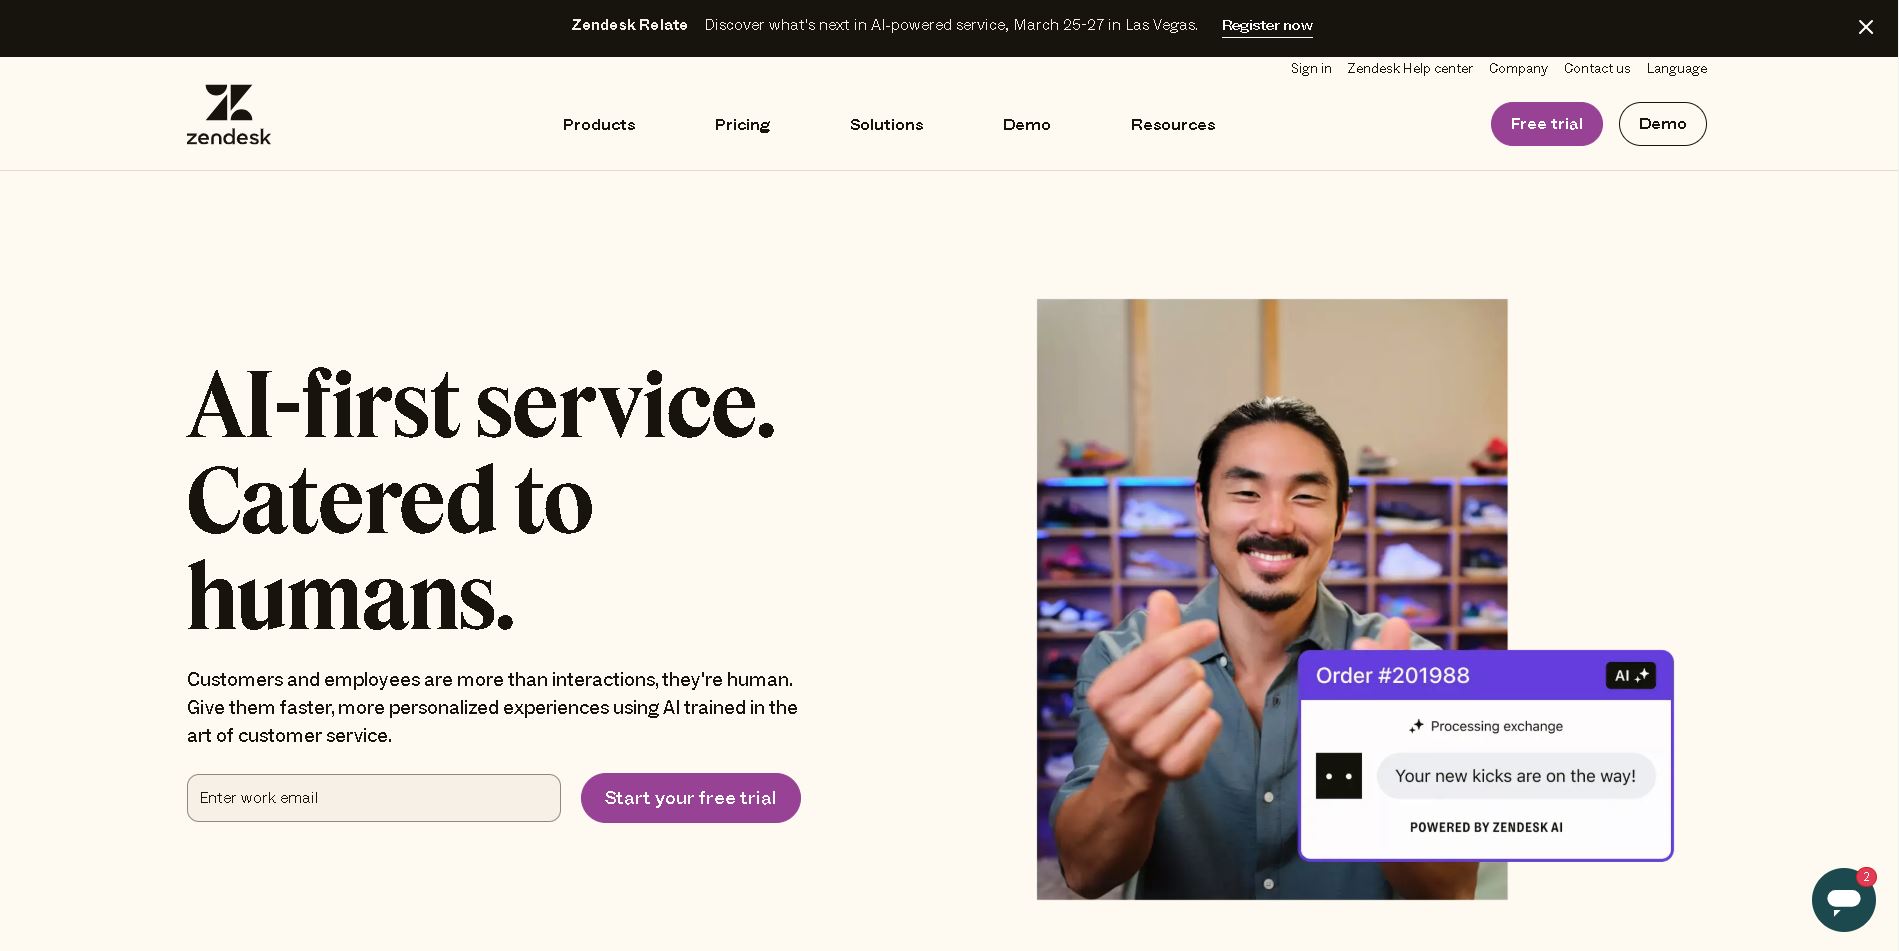 Zendesk Relate Discover what's next in AI-powered service, March 25-27 in Las Vegas. Register now
Sign in Zendesk Help center Company Contact us Language
zendesk
Products Pricing Solutions Demo Resources
Free trial Demo
AI-first service.
Catered to
humans.
Customers and employees are more than interactions, they're human.
Give them faster, more personalized experiences using AI trained in the
art of customer service.
Enter work email
Start your free trial
Order #201988
AI
Processing exchange
Your new kicks are on the way!
POWERED BY ZENDESK AI
2